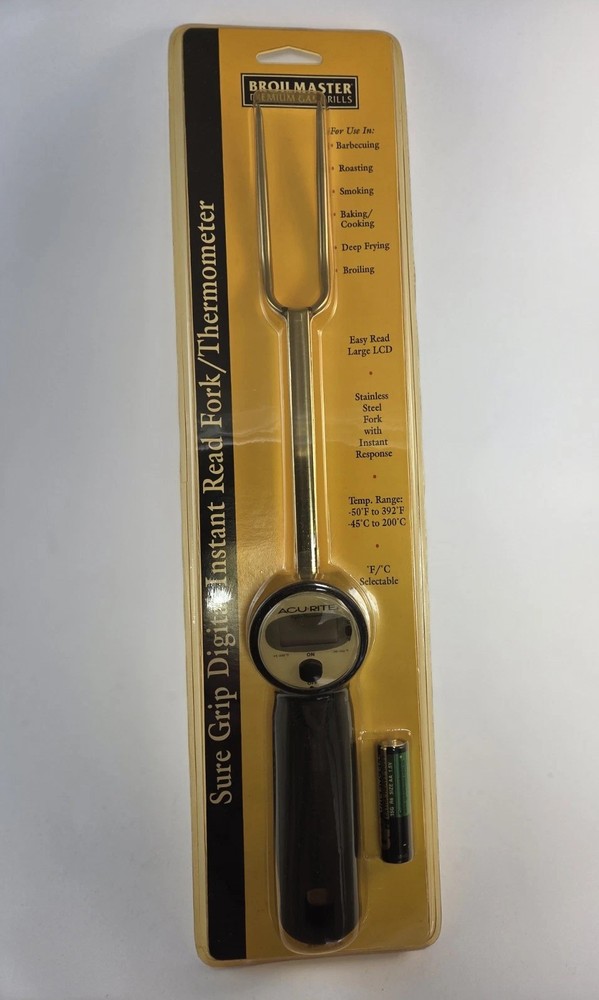 BROILMASTER
PREMIUM GAS GRILLS
For Use In:
• Barbecuing
• Roasting
• Smoking
• Baking/
Cooking
• Deep Frying
• Broiling
Easy Read
Large LCD
•
Stainless
Steel
Fork
with
Instant
Response
•
Temp. Range:
-50°F to 392°F
-45°C to 200°C
•
°F/°C
Selectable
Sure Grip Digital Instant Read Fork/Thermometer
ACU•RITE
ON